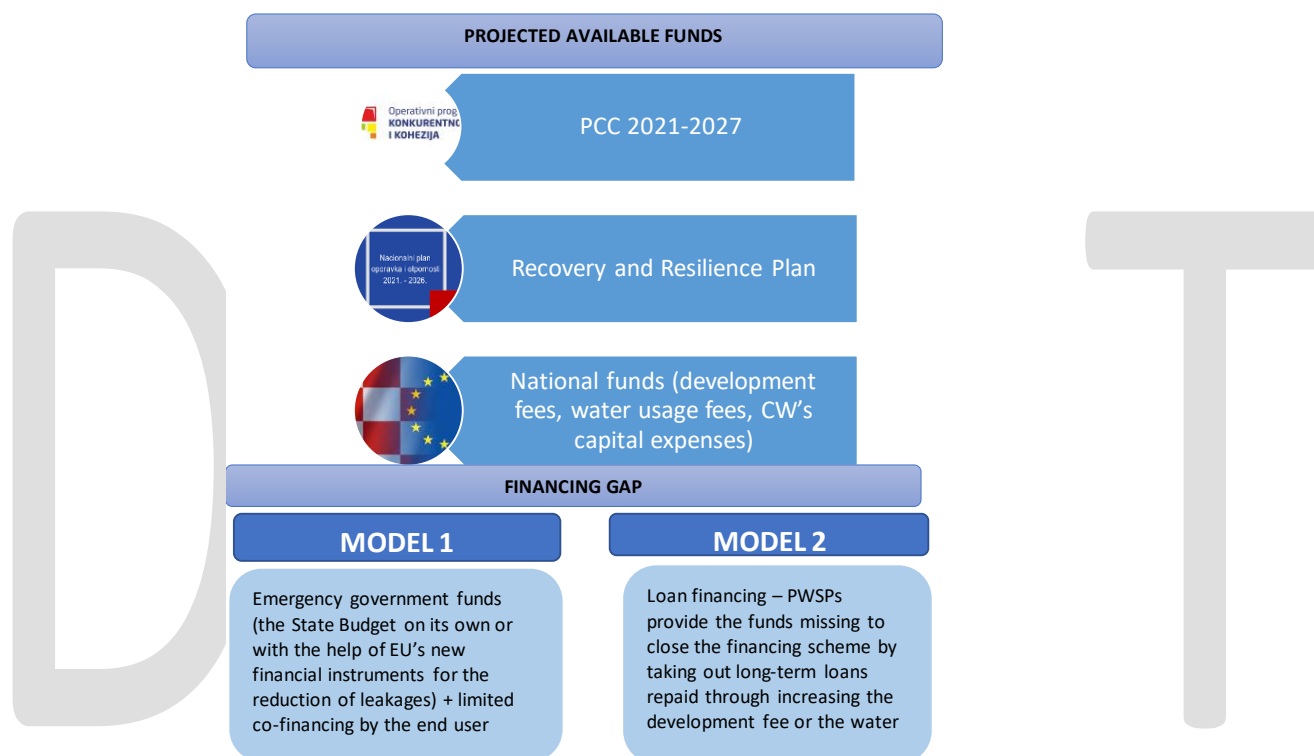 PROJECTED AVAILABLE FUNDS
Operativni prog
KONKURENTNO
I KOHEZIJA
PCC 2021-2027
Nacionalni plan
oporavka i otpornost
2021. - 2026.
Recovery and Resilience Plan
National funds (development
fees, water usage fees, CW's
capital expenses)
FINANCING GAP
MODEL 1
MODEL 2
Emergency government funds
(the State Budget on its own or
with the help of EU's new
financial instruments for the
reduction of leakages) + limited
co-financing by the end user
Loan financing – PWSPs
provide the funds missing to
close the financing scheme by
taking out long-term loans
repaid through increasing the
development fee or the water
D
T